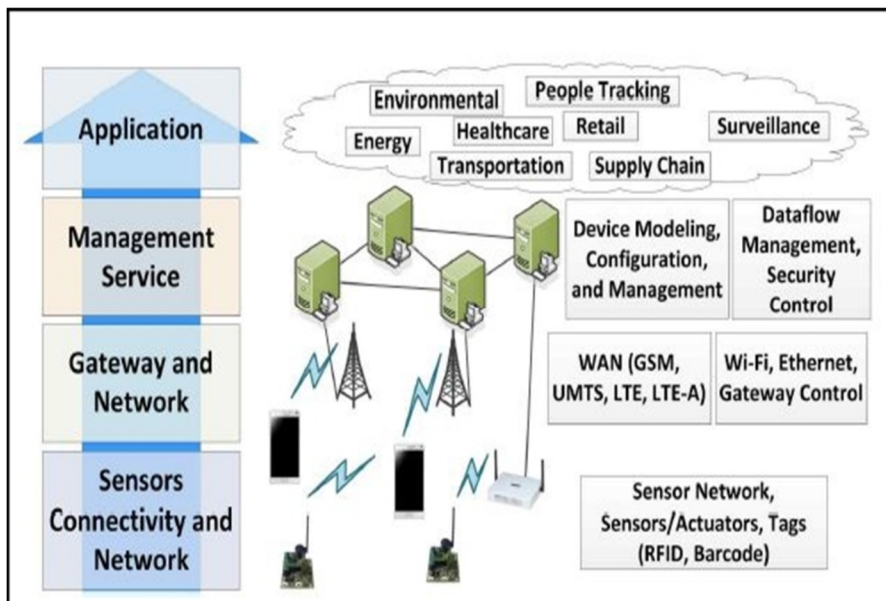 Application
Environmental
People Tracking
Energy
Healthcare
Retail
Surveillance
Transportation
Supply Chain
Management
Service
Device Modeling,
Configuration,
and Management
Dataflow
Management,
Security
Control
Gateway and
Network
WAN (GSM,
UMTS, LTE, LTE-A)
Wi-Fi, Ethernet,
Gateway Control
Sensors
Connectivity and
Network
Sensor Network,
Sensors/Actuators, Tags
(RFID, Barcode)